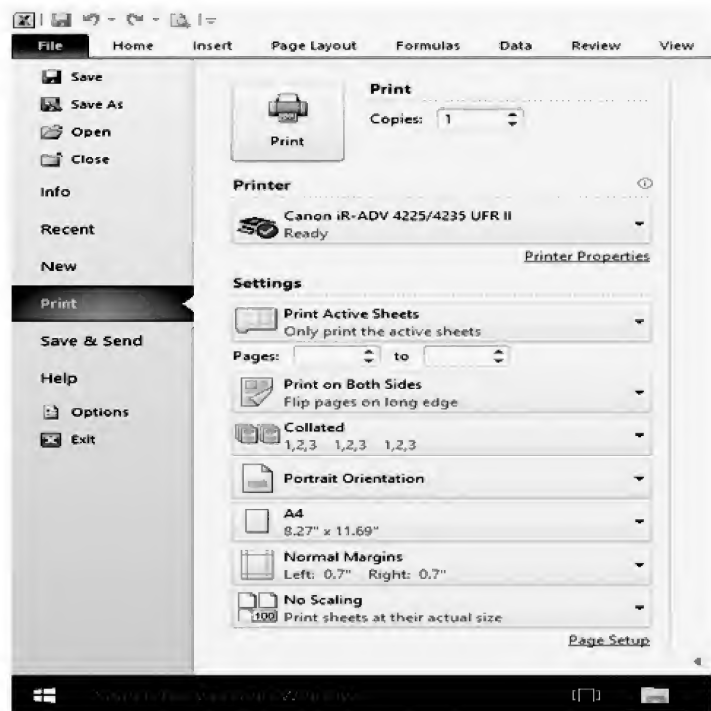 File Home Insert Page Layout Formulas Data Review View
Save
Save As
Open
Close
Info
Recent
New
Print
Save & Send
Help
Options
Exit
Print
Print
Copies: 1
Printer
Canon iR-ADV 4225/4235 UFR II
Ready
Printer Properties
Settings
Print Active Sheets
Only print the active sheets
Pages: to
Print on Both Sides
Flip pages on long edge
Collated
1,2,3 1,2,3 1,2,3
Portrait Orientation
A4
8.27" x 11.69"
Normal Margins
Left: 0.7" Right: 0.7"
No Scaling
100 Print sheets at their actual size
Page Setup